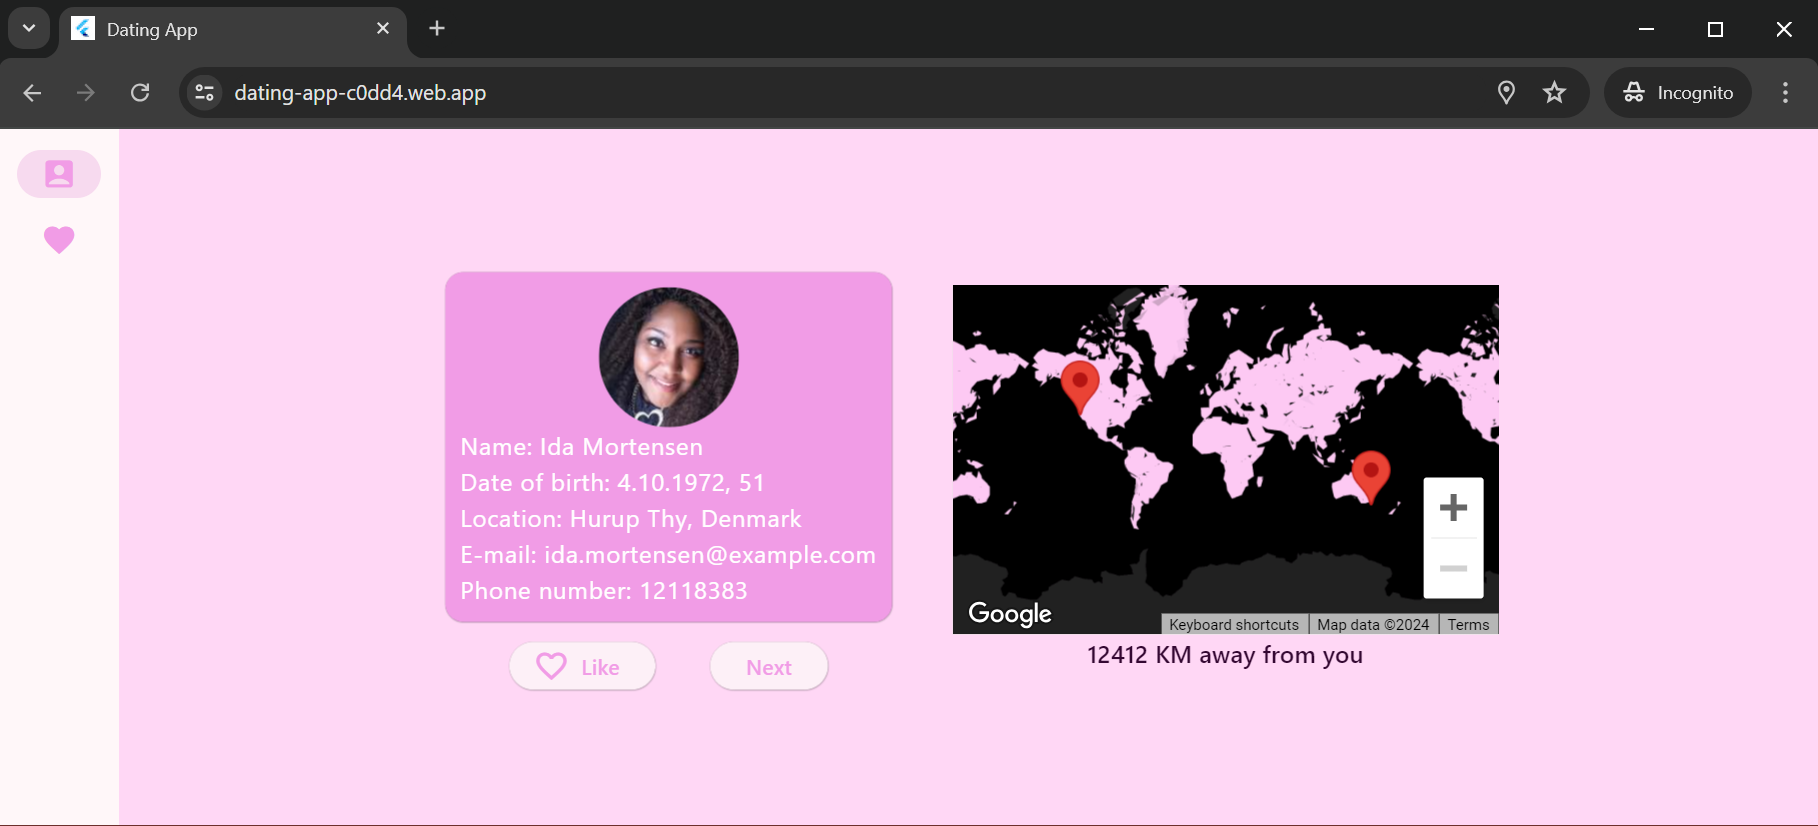 Dating App
dating-app-c0dd4.web.app
Incognito
Name: Ida Mortensen
Date of birth: 4.10.1972, 51
Location: Hurup Thy, Denmark
E-mail: ida.mortensen@example.com
Phone number: 12118383
Like
Next
Google
Keyboard shortcuts
Map data ©2024
Terms
12412 KM away from you